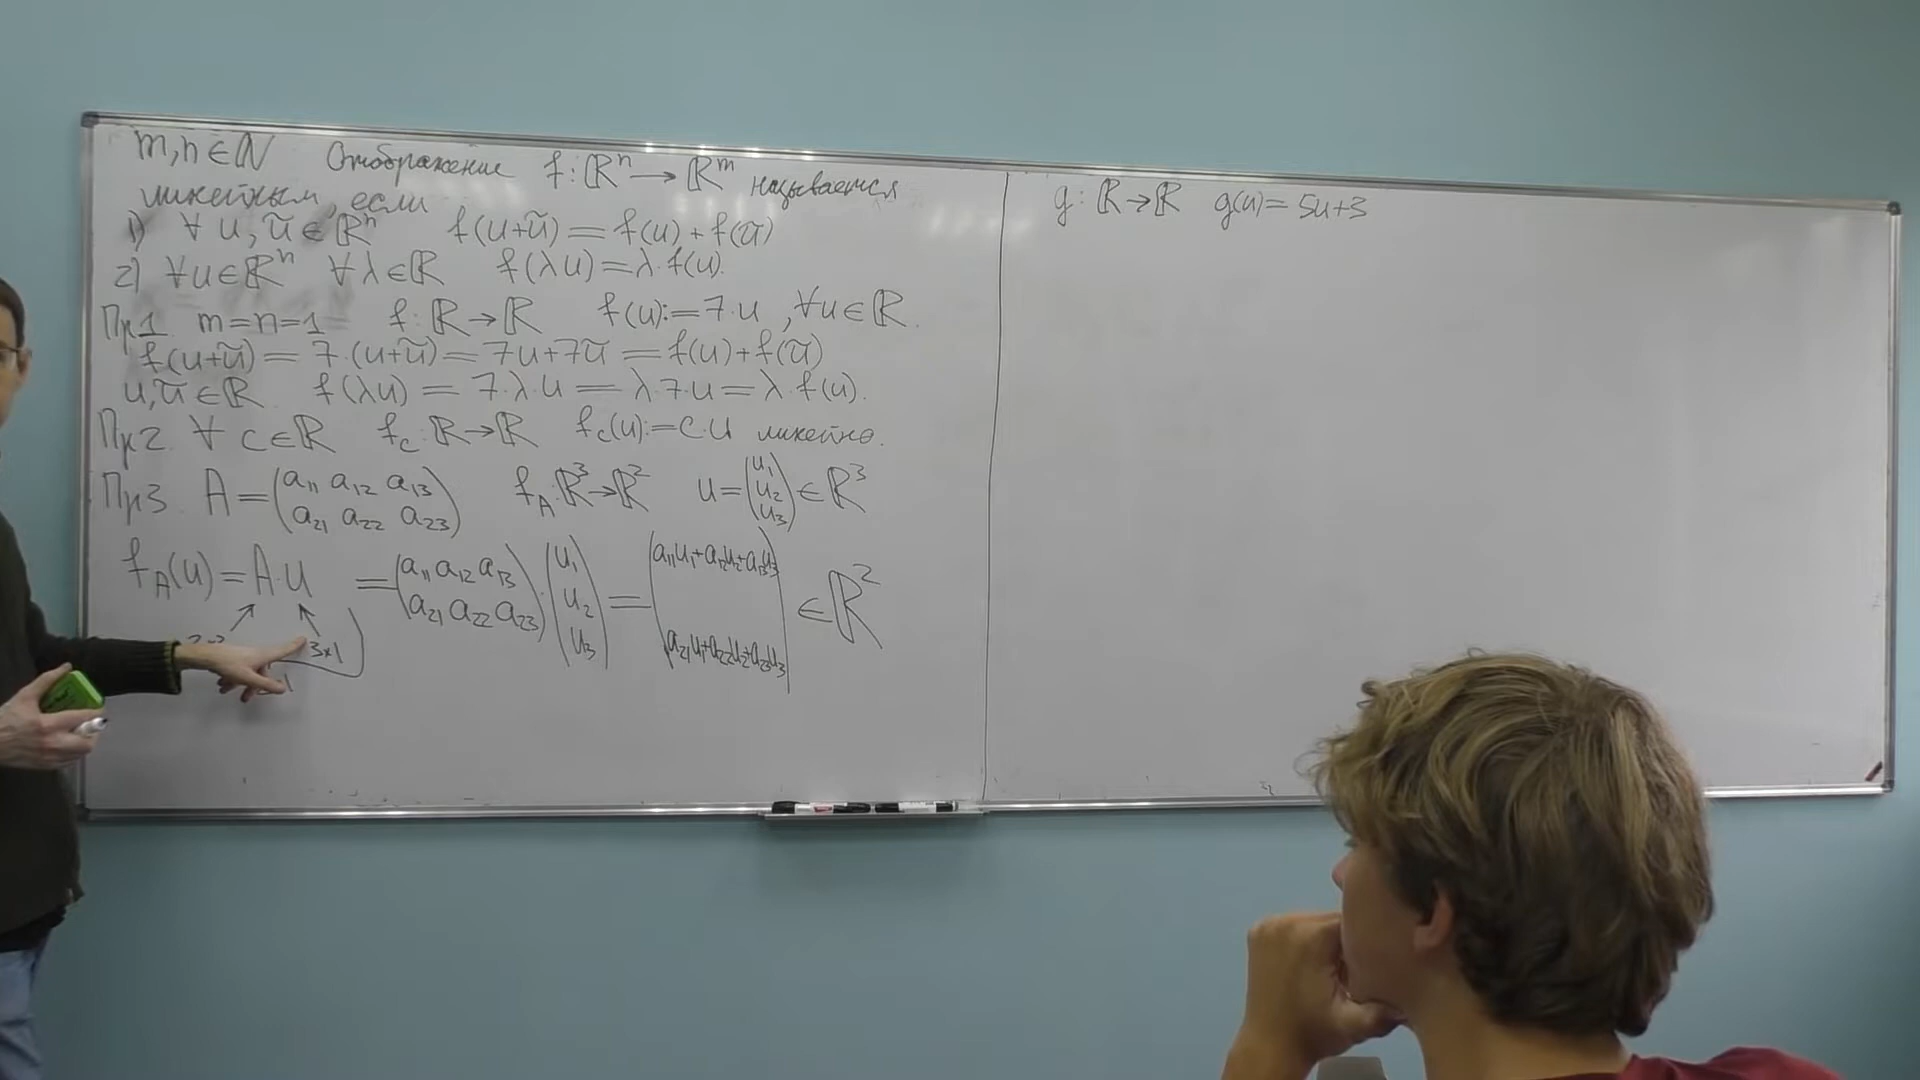 m,n∈ℕ Отображение f: ℝⁿ → ℝᵐ называется
линейным, если
1) ∀ u, ũ ∈ ℝⁿ f(u+ũ) = f(u) + f(ũ)
2) ∀u∈ℝⁿ ∀λ∈ℝ f(λu) = λ·f(u).
Пр1. m=n=1 f: ℝ→ℝ f(u):=7·u, ∀u∈ℝ.
f(u+ũ) = 7·(u+ũ) = 7u+7ũ = f(u)+f(ũ)
u,ũ∈ℝ f(λu) = 7·λ·u = λ·7·u = λ·f(u).
Пр2 ∀ c∈ℝ f_c: ℝ→ℝ f_c(u):=c·u линейно.
Пр3. A = (a₁₁ a₁₂ a₁₃ f_A: ℝ³→ℝ² u = (u₁ u₂ u₃) ∈ ℝ³
a₂₁ a₂₂ a₂₃)
f_A(u) = A·u = (a₁₁ a₁₂ a₁₃ a₂₁ a₂₂ a₂₃)·(u₁ u₂ u₃) = (a₁₁u₁+a₁₂u₂+a₁₃u₃ a₂₁u₁+a₂₂u₂+a₂₃u₃) ∈ ℝ²
3×1
g: ℝ→ℝ g(u) = 5u+3